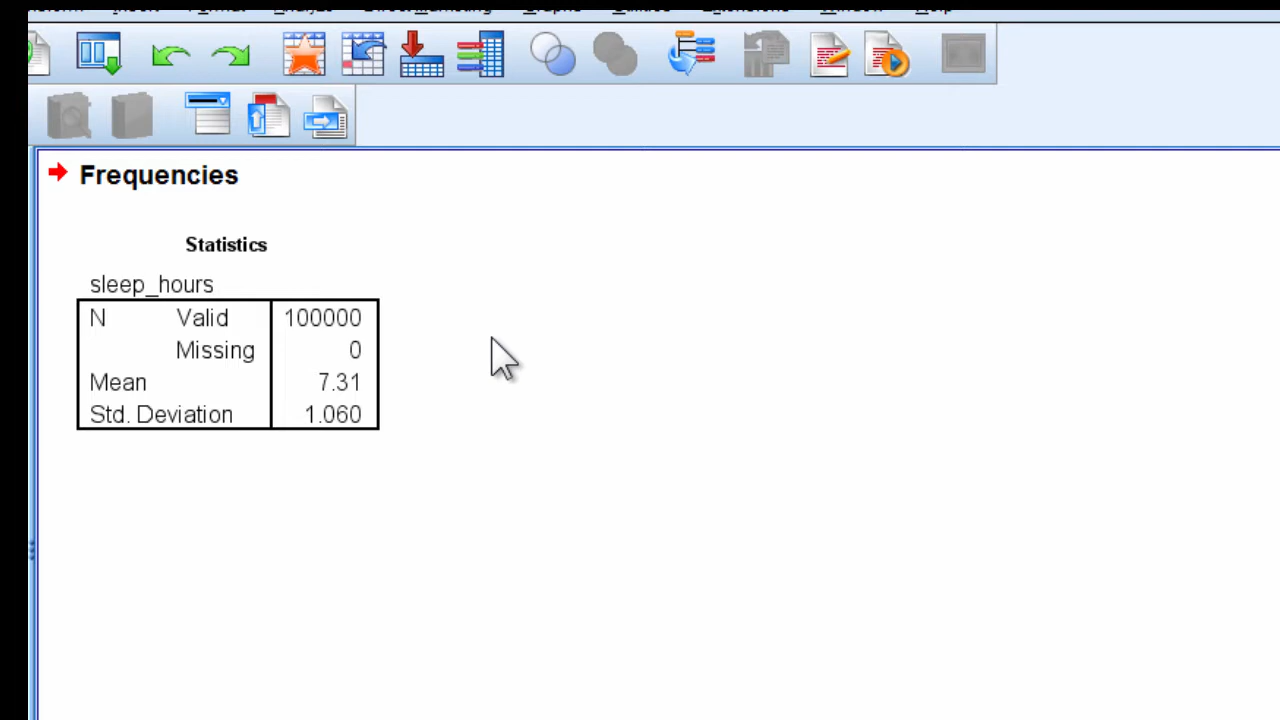 Frequencies
Statistics
sleep_hours
N Valid 100000
Missing 0
Mean 7.31
Std. Deviation 1.060